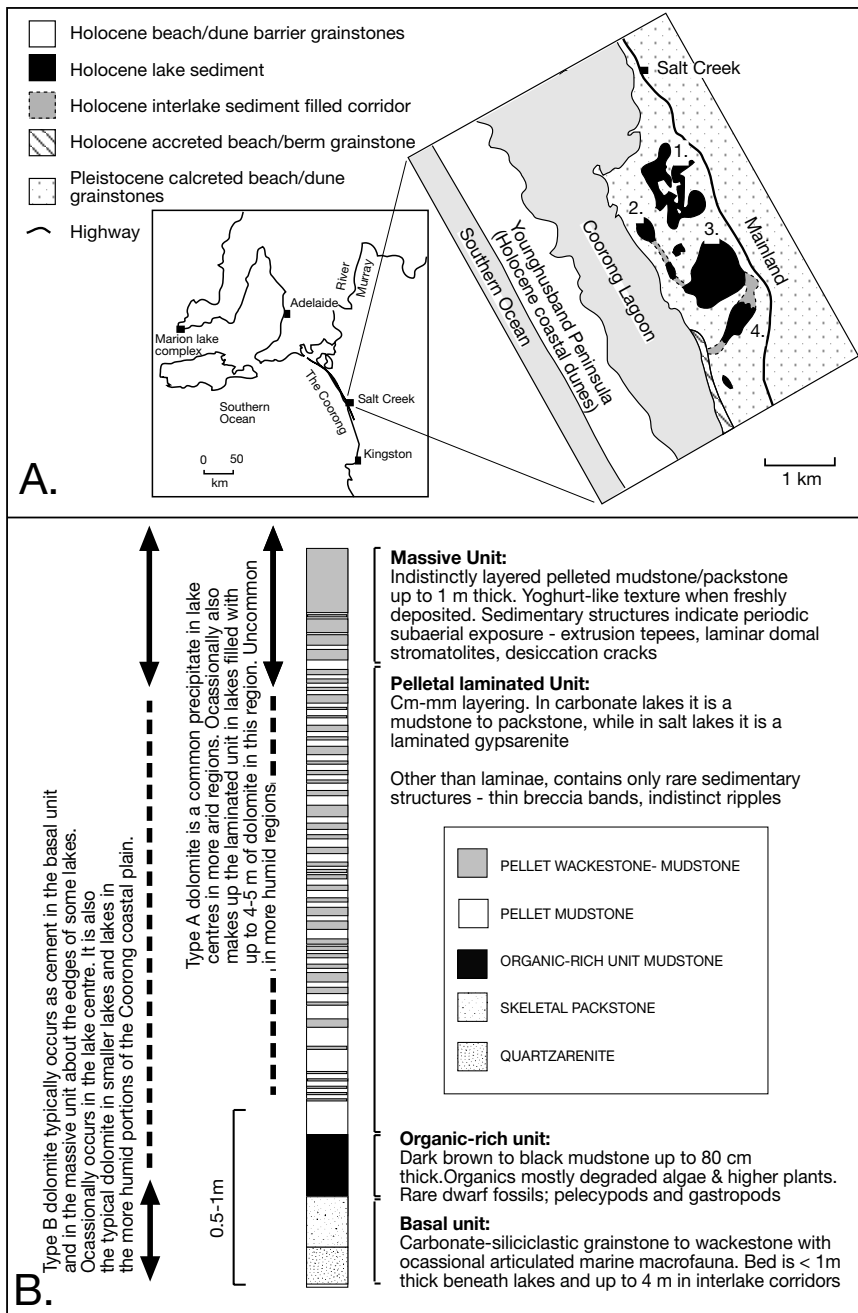 Holocene beach/dune barrier grainstones
Holocene lake sediment
Holocene interlake sediment filled corridor
Holocene accreted beach/berm grainstone
Pleistocene calcreted beach/dune
grainstones
Highway
Marion lake
complex
Adelaide
River
Murray
The Coorong
Salt Creek
Southern
Ocean
Kingston
0 50
km
A.
Salt Creek
1.
2.
3.
4.
Mainland
Coorong Lagoon
Younghusband Peninsula
(Holocene coastal dunes)
Southern Ocean
1 km
Type B dolomite typically occurs as cement in the basal unit
and in the massive unit about the edges of some lakes.
Ocassionally occurs in the lake centre. It is also
the typical dolomite in smaller lakes and lakes in
the more humid portions of the Coorong coastal plain.
Type A dolomite is a common precipitate in lake
centres in more arid regions. Ocassionally also
makes up the laminated unit in lakes filled with
up to 4-5 m of dolomite in this region. Uncommon
in more humid regions
0.5-1m
Massive Unit:
Indistinctly layered pelleted mudstone/packstone
up to 1 m thick. Yoghurt-like texture when freshly
deposited. Sedimentary structures indicate periodic
subaerial exposure - extrusion tepees, laminar domal
stromatolites, desiccation cracks
Pelletal laminated Unit:
Cm-mm layering. In carbonate lakes it is a
mudstone to packstone, while in salt lakes it is a
laminated gypsarenite
Other than laminae, contains only rare sedimentary
structures - thin breccia bands, indistinct ripples
PELLET WACKESTONE- MUDSTONE
PELLET MUDSTONE
ORGANIC-RICH UNIT MUDSTONE
SKELETAL PACKSTONE
QUARTZARENITE
Organic-rich unit:
Dark brown to black mudstone up to 80 cm
thick.Organics mostly degraded algae & higher plants.
Rare dwarf fossils; pelecypods and gastropods
Basal unit:
Carbonate-siliciclastic grainstone to wackestone with
ocassional articulated marine macrofauna. Bed is < 1m
thick beneath lakes and up to 4 m in interlake corridors
B.